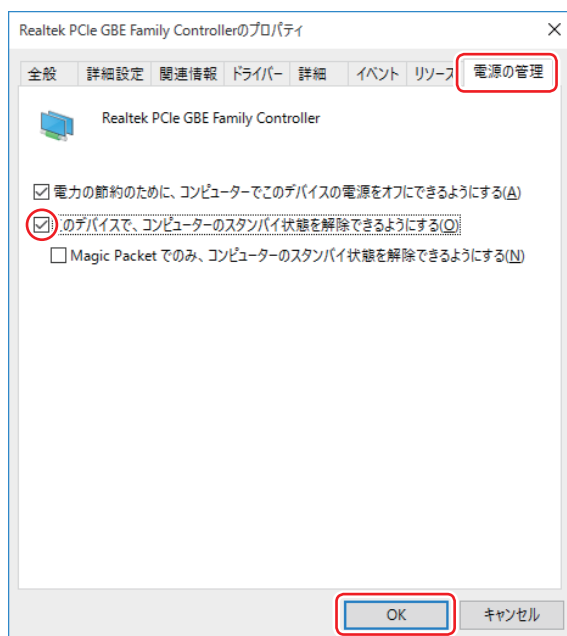 Realtek PCIe GBE Family Controllerのプロパティ
全般 詳細設定 関連情報 ドライバー 詳細 イベント リソース 電源の管理
Realtek PCIe GBE Family Controller
電力の節約のために、コンピューターでこのデバイスの電源をオフにできるようにする(A)
このデバイスで、コンピューターのスタンバイ状態を解除できるようにする(O)
Magic Packet でのみ、コンピューターのスタンバイ状態を解除できるようにする(N)
OK キャンセル